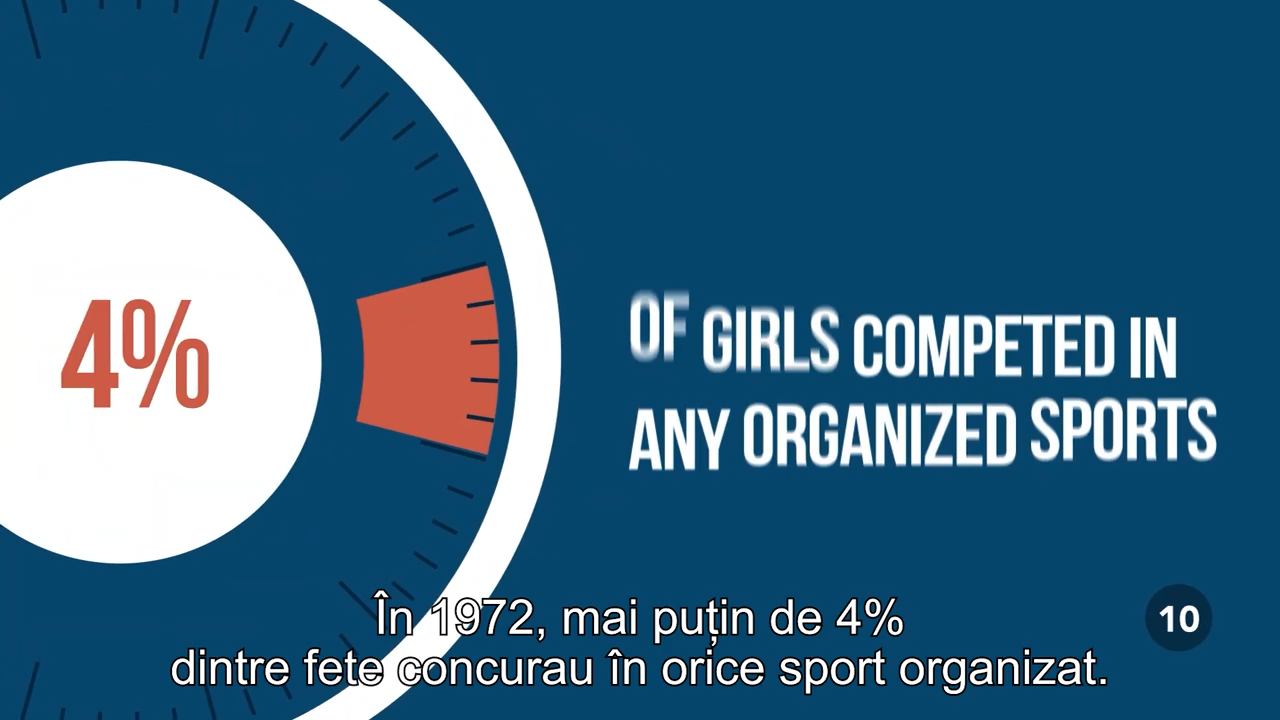 4%
OF GIRLS COMPETED IN
ANY ORGANIZED SPORTS
În 1972, mai puțin de 4%
dintre fete concurau în orice sport organizat.
10